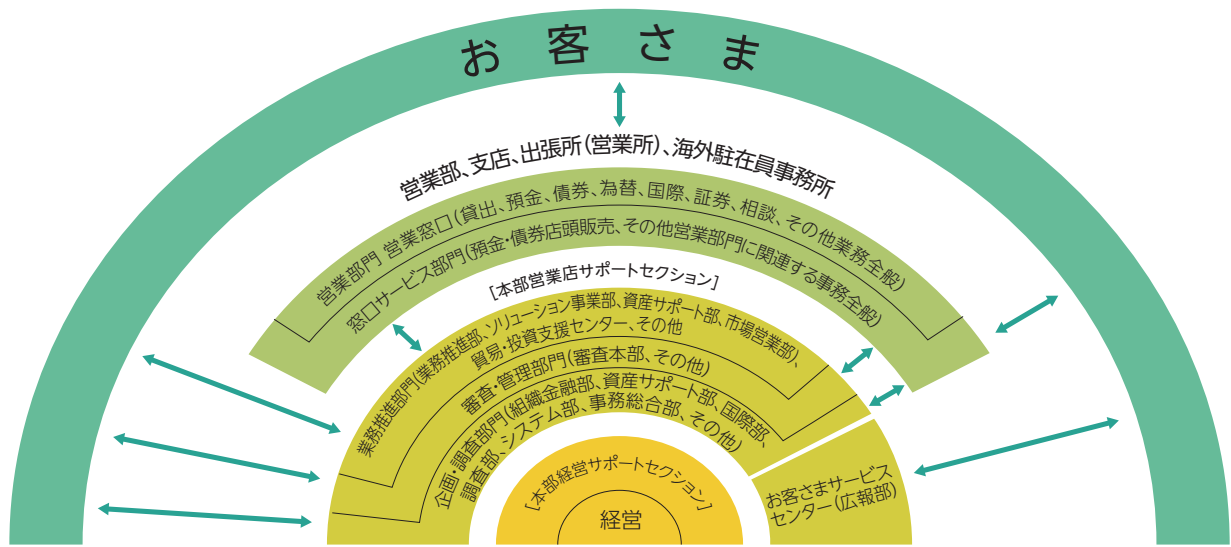 お客さま
営業部、支店、出張所(営業所)、海外駐在員事務所
営業部門 営業窓口(貸出、預金、債券、為替、国際、証券、相談、その他業務全般)
窓口サービス部門(預金・債券店頭販売、その他営業部門に関連する事務全般)
[本部営業店サポートセクション]
業務推進部門(業務推進部、ソリューション事業部、資産サポート部、市場営業部)、
貿易・投資支援センター、その他
審査・管理部門(審査本部、その他)
企画・調査部門(組織金融部、資産サポート部、国際部、
調査部、システム部、事務総合部、その他)
お客さまサービス
センター(広報部)
[本部経営サポートセクション]
経営